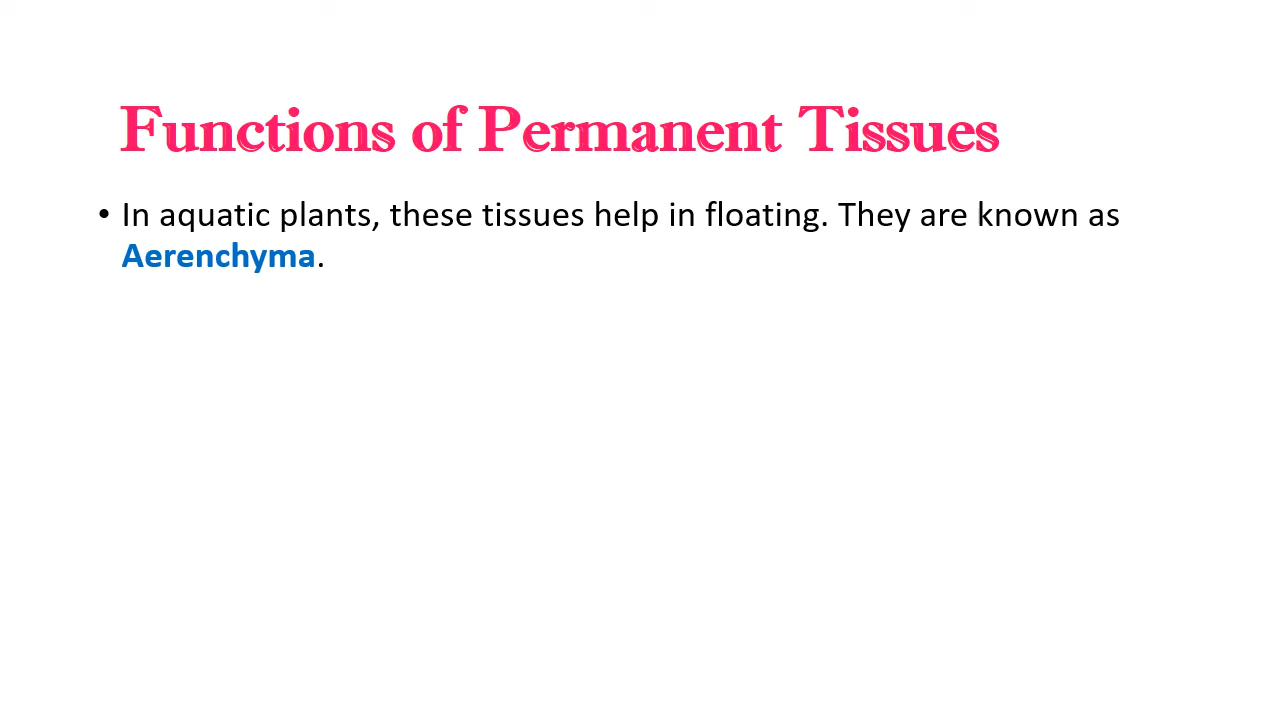 Functions of Permanent Tissues
• In aquatic plants, these tissues help in floating. They are known as
Aerenchyma.